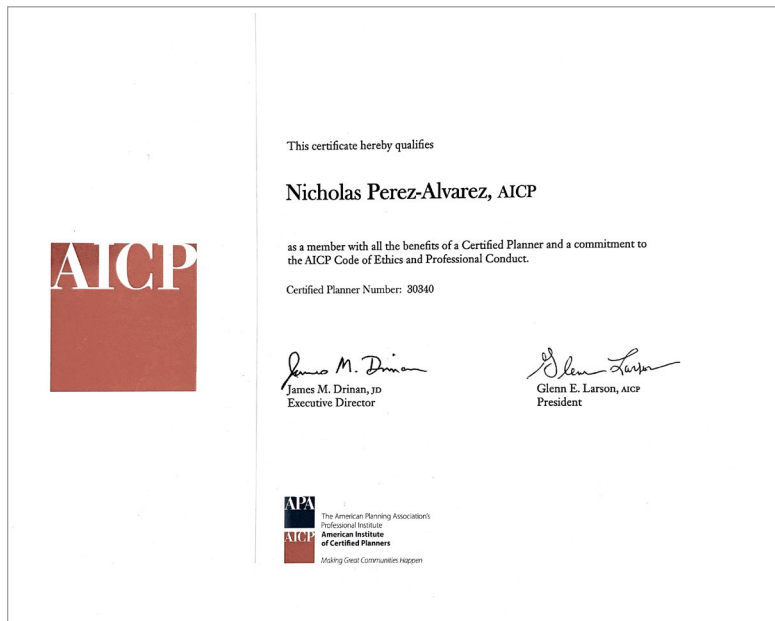 AICP
This certificate hereby qualifies
Nicholas Perez-Alvarez, AICP
as a member with all the benefits of a Certified Planner and a commitment to
the AICP Code of Ethics and Professional Conduct.
Certified Planner Number: 30340
James M. Drinan
James M. Drinan, JD
Executive Director
Glenn Larson
Glenn E. Larson, AICP
President
APA
AICP
The American Planning Association's
Professional Institute
American Institute
of Certified Planners
Making Great Communities Happen